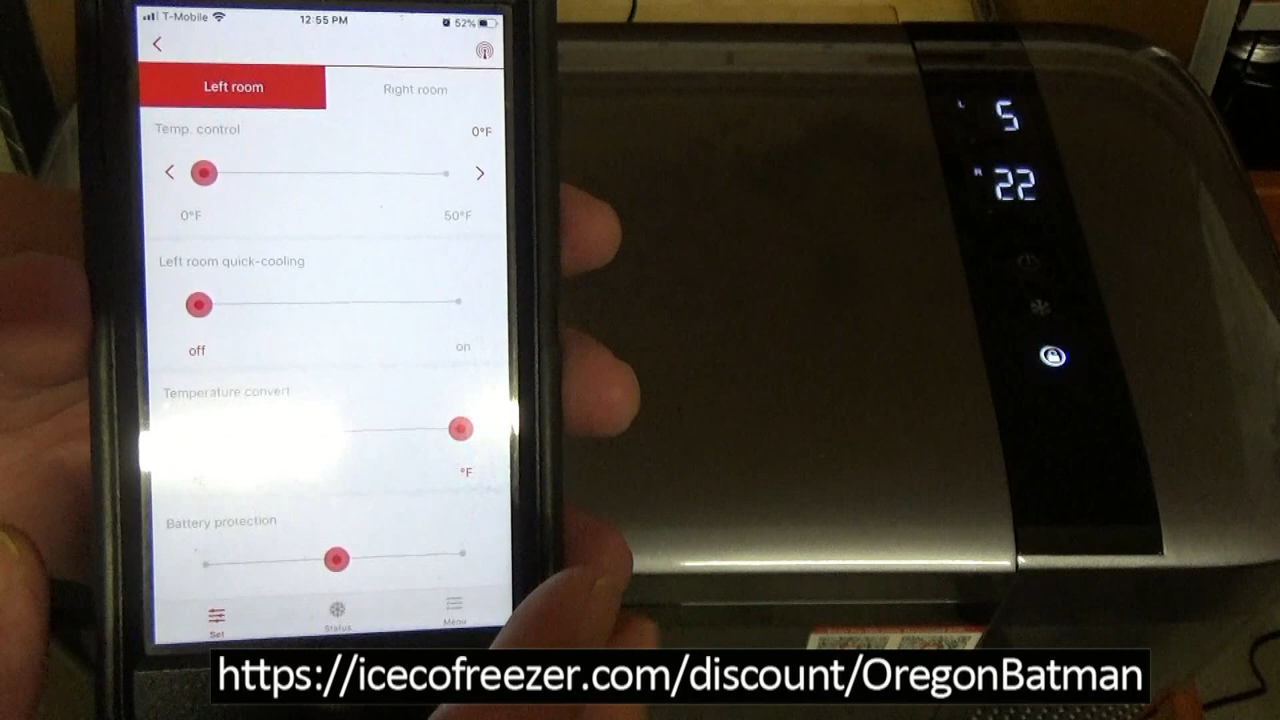 T-Mobile 12:55 PM 52%
Left room Right room
Temp. control 0°F
0°F 50°F
Left room quick-cooling
off on
Temperature convert
°F
Battery protection
Set Status Menu
L 5
R 22
https://icecofreezer.com/discount/OregonBatman